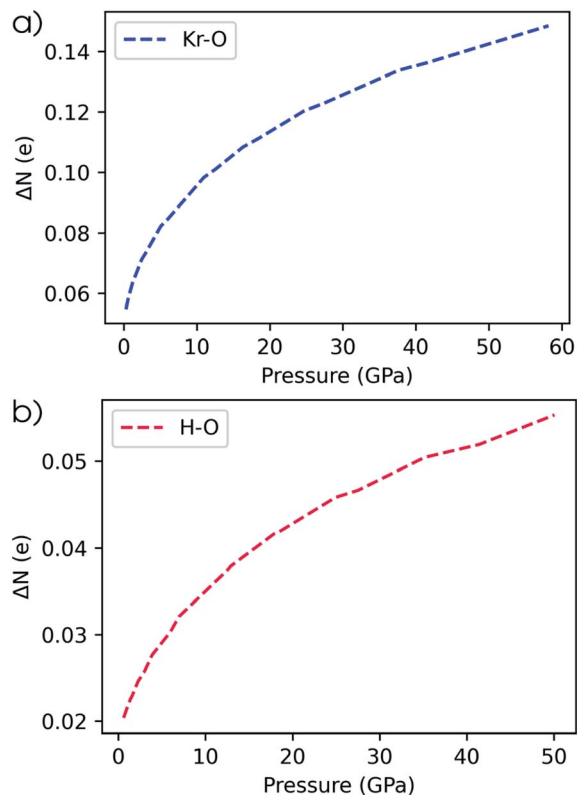 a)
Kr-O
0.14
0.12
0.10
0.08
0.06
ΔN (e)
0 10 20 30 40 50 60
Pressure (GPa)
b)
H-O
0.05
0.04
0.03
0.02
ΔN (e)
0 10 20 30 40 50
Pressure (GPa)